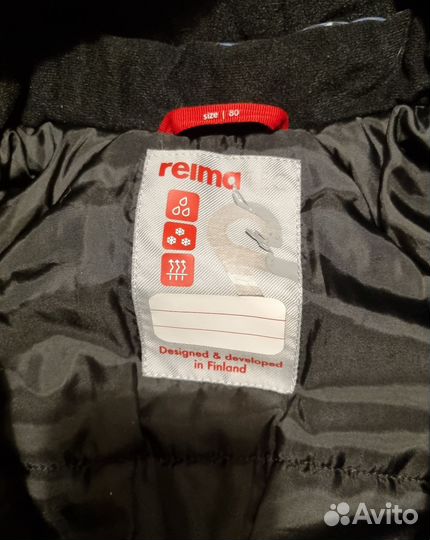 size | 80
reima
Designed & developed
in Finland
Avito